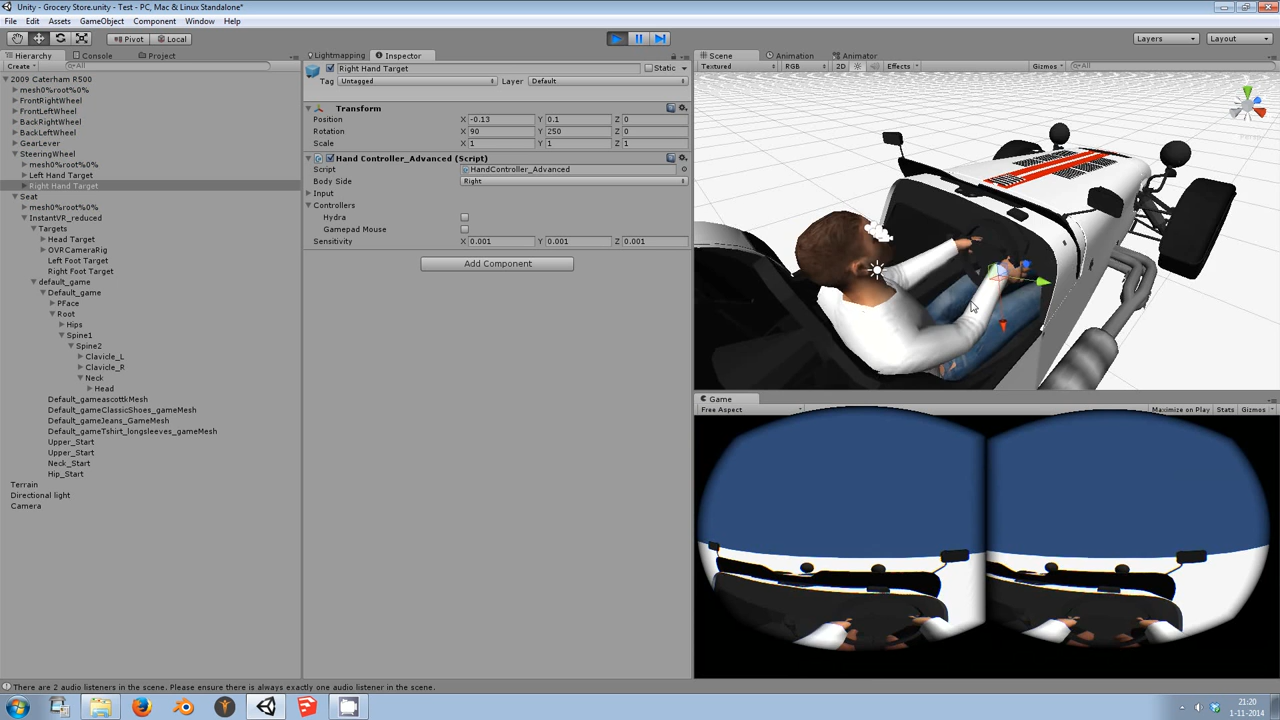 Unity - Grocery Store.unity - Test - PC, Mac & Linux Standalone*
File Edit Assets GameObject Component Window Help
Pivot Local Layers Layout
Hierarchy Console Project
Create All
2009 Caterham R500
mesh0%root%0%
FrontRightWheel
FrontLeftWheel
BackRightWheel
BackLeftWheel
GearLever
SteeringWheel
mesh0%root%0%
Left Hand Target
Right Hand Target
Seat
mesh0%root%0%
InstantVR_reduced
Targets
Head Target
OVRCameraRig
Left Foot Target
Right Foot Target
default_game
Default_game
PFace
Root
Hips
Spine1
Spine2
Clavicle_L
Clavicle_R
Neck
Head
Default_gameascottkMesh
Default_gameClassicShoes_gameMesh
Default_gameJeans_GameMesh
Default_gameTshirt_longsleeves_gameMesh
Upper_Start
Upper_Start
Neck_Start
Hip_Start
Terrain
Directional light
Camera
Lightmapping Inspector
Right Hand Target Static
Tag Untagged Layer Default
Transform
Position X -0.13 Y 0.1 Z 0
Rotation X 90 Y 250 Z 0
Scale X 1 Y 1 Z 1
Hand Controller_Advanced (Script)
Script HandController_Advanced
Body Side Right
Input
Controllers
Hydra
Gamepad Mouse
Sensitivity X 0.001 Y 0.001 Z 0.001
Add Component
Scene Animation Animator
Textured RGB 2D Effects Gizmos All
Persp
Game
Free Aspect Maximize on Play Stats Gizmos
There are 2 audio listeners in the scene. Please ensure there is always exactly one audio listener in the scene.
21:20
1-11-2014